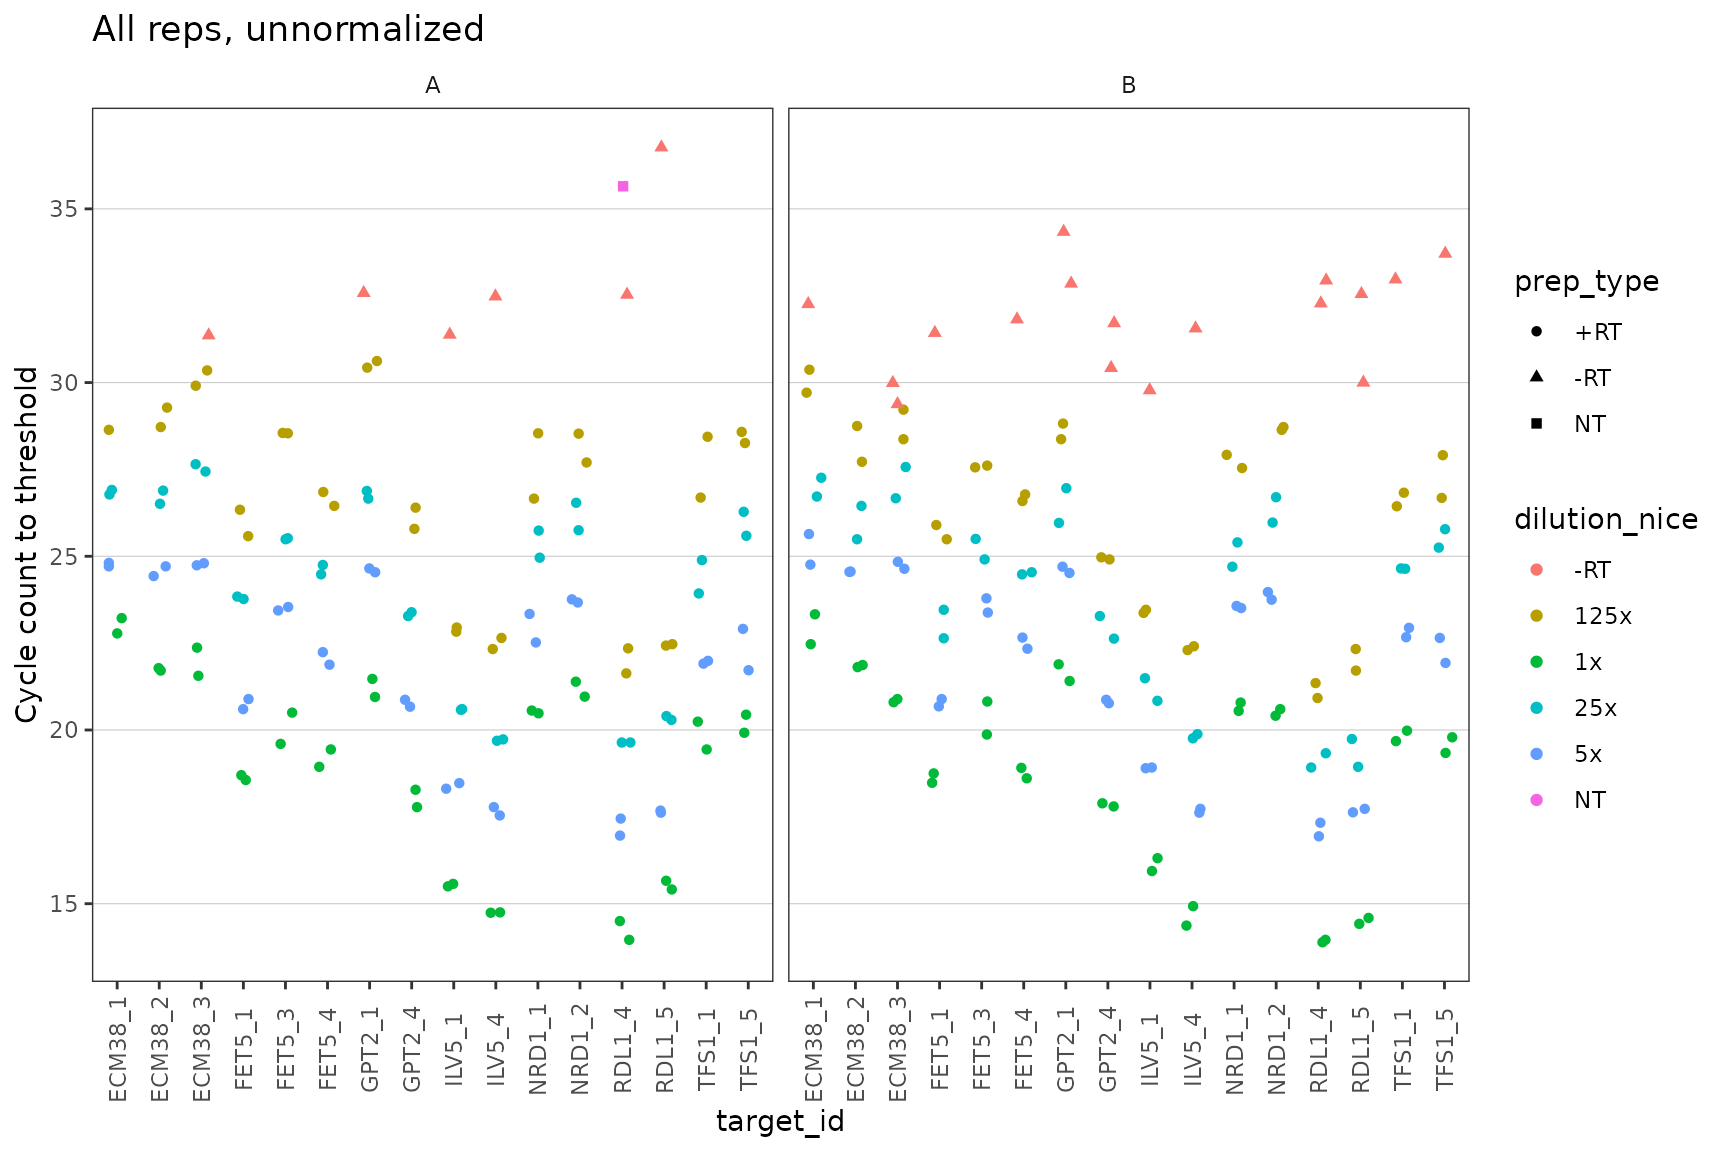 All reps, unnormalized
A
B
Cycle count to threshold
35
30
25
20
15
ECM38_1
ECM38_2
ECM38_3
FET5_1
FET5_3
FET5_4
GPT2_1
GPT2_4
ILV5_1
ILV5_4
NRD1_1
NRD1_2
RDL1_4
RDL1_5
TFS1_1
TFS1_5
ECM38_1
ECM38_2
ECM38_3
FET5_1
FET5_3
FET5_4
GPT2_1
GPT2_4
ILV5_1
ILV5_4
NRD1_1
NRD1_2
RDL1_4
RDL1_5
TFS1_1
TFS1_5
target_id
prep_type
+RT
-RT
NT
dilution_nice
-RT
125x
1x
25x
5x
NT